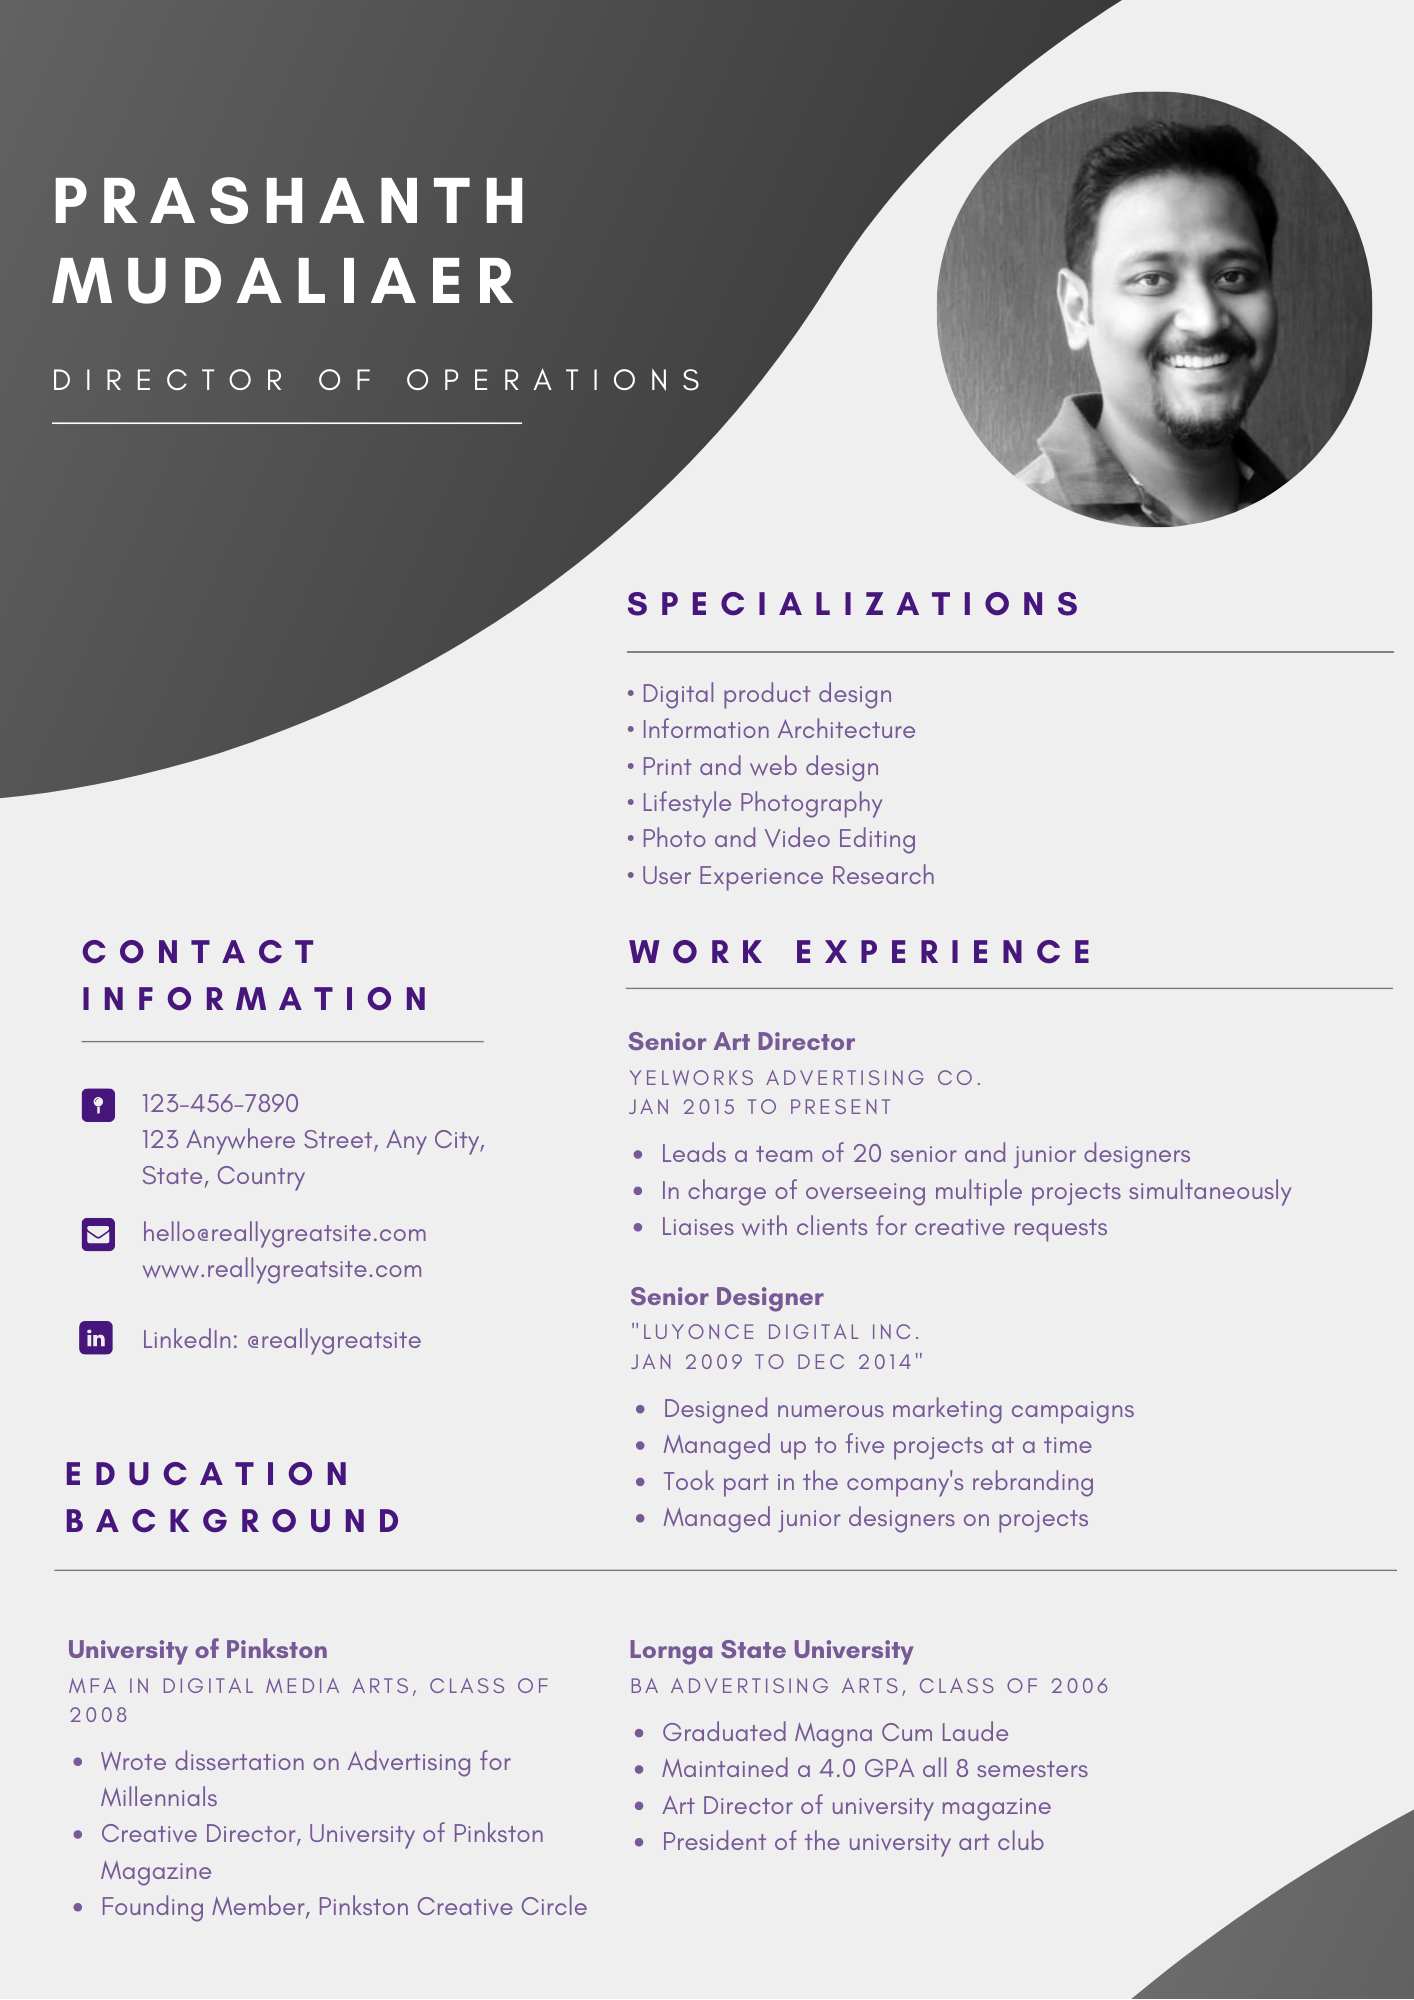 PRASHANTH
MUDALIAER
DIRECTOR OF OPERATIONS
SPECIALIZATIONS
• Digital product design
• Information Architecture
• Print and web design
• Lifestyle Photography
• Photo and Video Editing
• User Experience Research
CONTACT
INFORMATION
123-456-7890
123 Anywhere Street, Any City,
State, Country
hello@reallygreatsite.com
www.reallygreatsite.com
in
LinkedIn: @reallygreatsite
WORK EXPERIENCE
Senior Art Director
YELWORKS ADVERTISING CO.
JAN 2015 TO PRESENT
• Leads a team of 20 senior and junior designers
• In charge of overseeing multiple projects simultaneously
• Liaises with clients for creative requests
Senior Designer
"LUYONCE DIGITAL INC.
JAN 2009 TO DEC 2014"
• Designed numerous marketing campaigns
• Managed up to five projects at a time
• Took part in the company's rebranding
• Managed junior designers on projects
EDUCATION
BACKGROUND
University of Pinkston
MFA IN DIGITAL MEDIA ARTS, CLASS OF
2008
• Wrote dissertation on Advertising for
Millennials
• Creative Director, University of Pinkston
Magazine
• Founding Member, Pinkston Creative Circle
Lornga State University
BA ADVERTISING ARTS, CLASS OF 2006
• Graduated Magna Cum Laude
• Maintained a 4.0 GPA all 8 semesters
• Art Director of university magazine
• President of the university art club